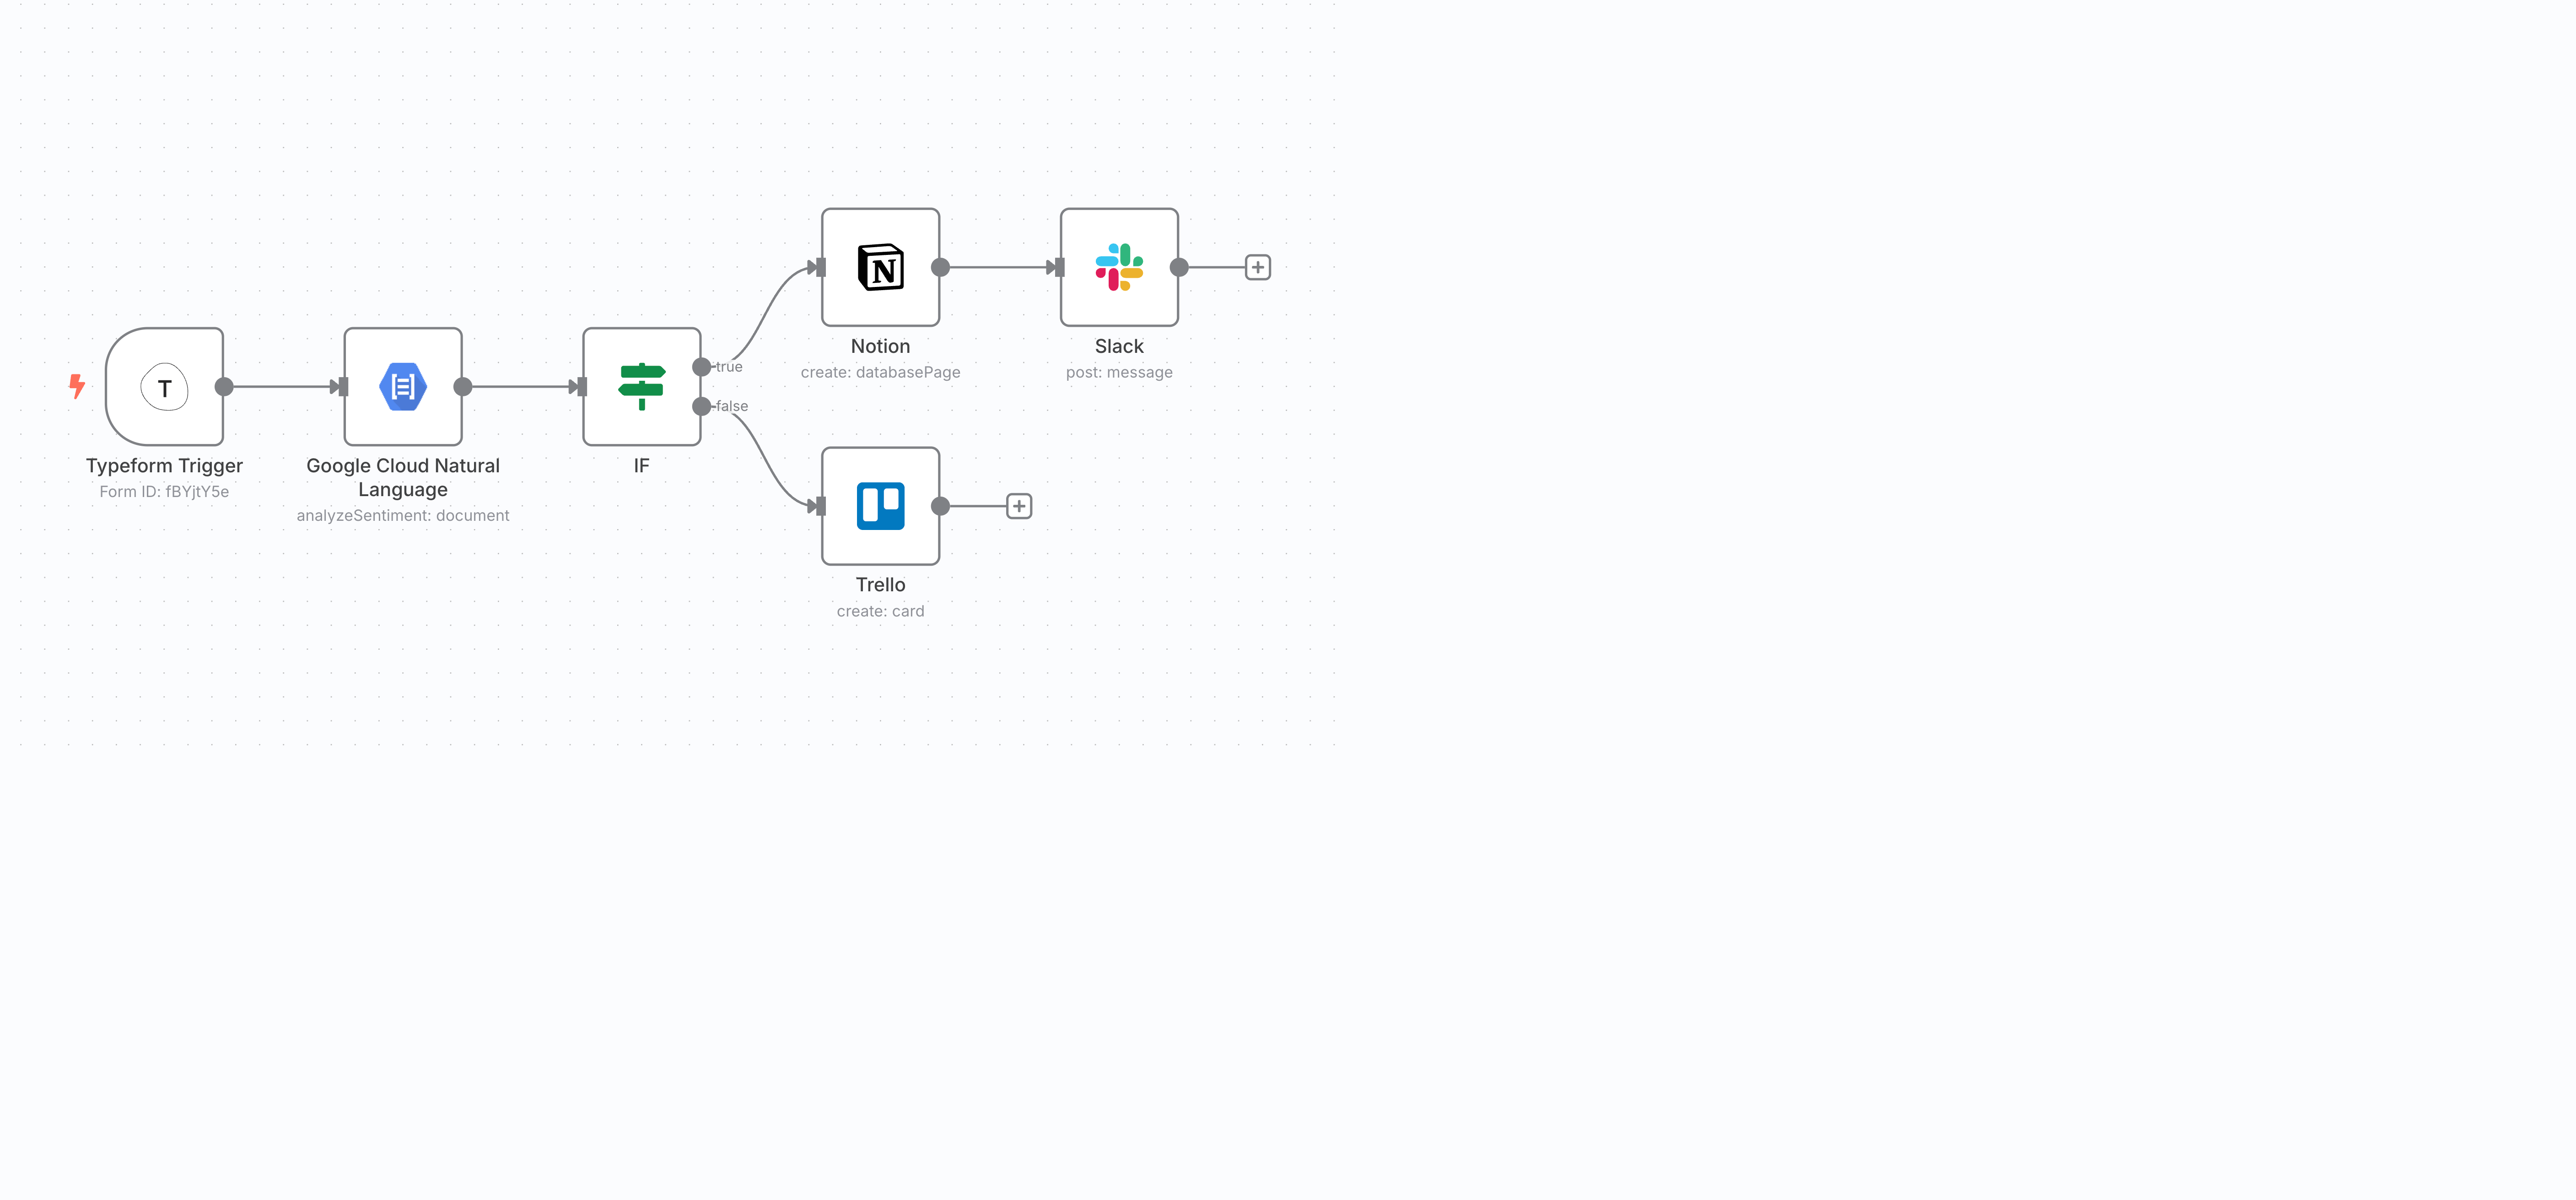 T
Typeform Trigger
Form ID: fBYjtY5e
Google Cloud Natural
Language
analyzeSentiment: document
IF
true
false
N
Notion
create: databasePage
Slack
post: message
Trello
create: card